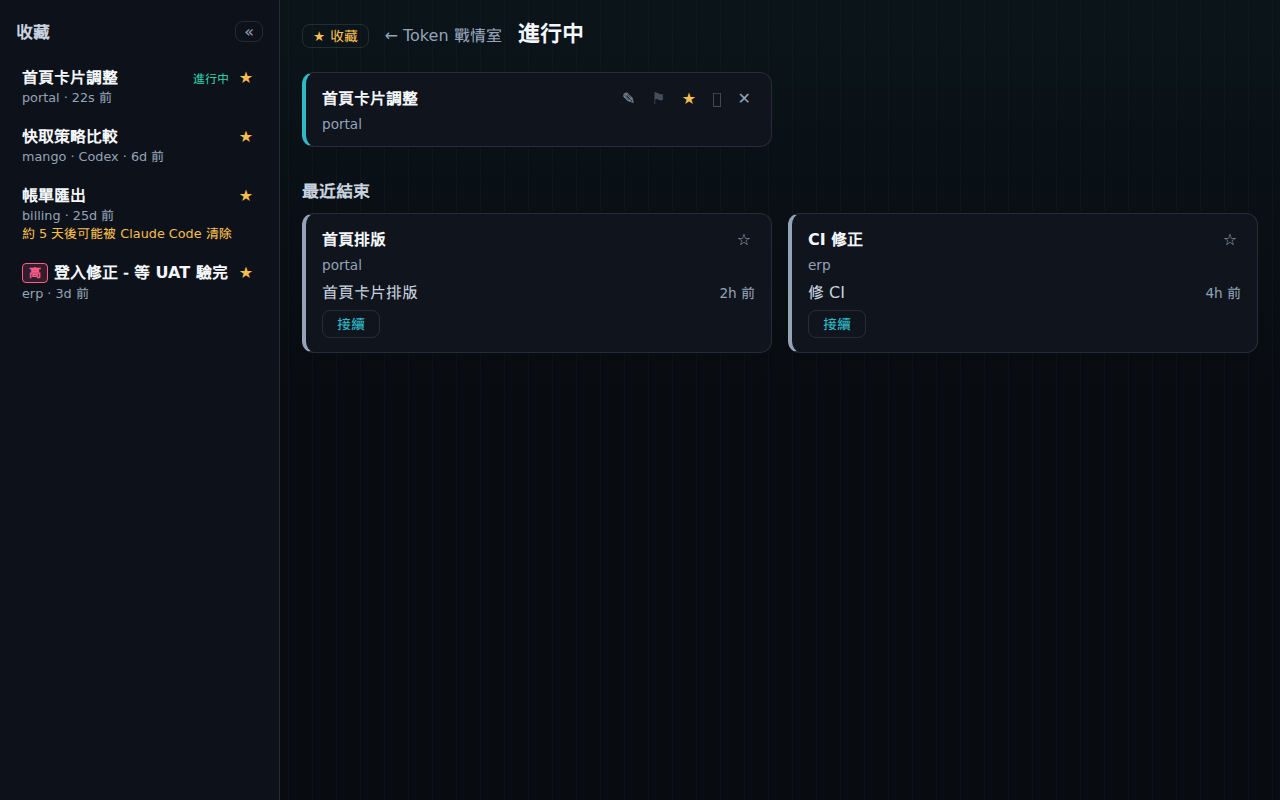 收藏 «
首頁卡片調整 進行中 ★
portal · 22s 前
快取策略比較 ★
mango · Codex · 6d 前
帳單匯出 ★
billing · 25d 前
約 5 天後可能被 Claude Code 清除
高 登入修正 - 等 UAT 驗完 ★
erp · 3d 前
★ 收藏 ← Token 戰情室 進行中
首頁卡片調整 ✎ ⚑ ★ ✕
portal
最近結束
首頁排版 ☆
portal
首頁卡片排版 2h 前
接續
CI 修正 ☆
erp
修 CI 4h 前
接續